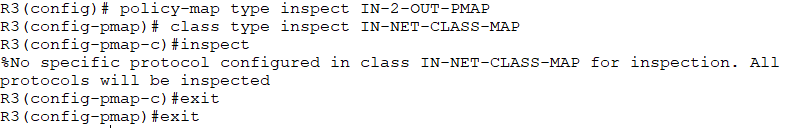 R3(config)# policy-map type inspect IN-2-OUT-PMAP
R3(config-pmap)# class type inspect IN-NET-CLASS-MAP
R3(config-pmap-c)#inspect
%No specific protocol configured in class IN-NET-CLASS-MAP for inspection. All
protocols will be inspected
R3(config-pmap-c)#exit
R3(config-pmap)#exit